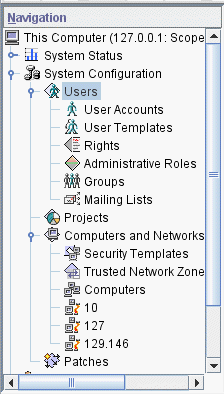 Navigation
This Computer (127.0.0.1: Scope
System Status
System Configuration
Users
User Accounts
User Templates
Rights
Administrative Roles
Groups
Mailing Lists
Projects
Computers and Networks
Security Templates
Trusted Network Zone
Computers
10
127
129.146
Patches